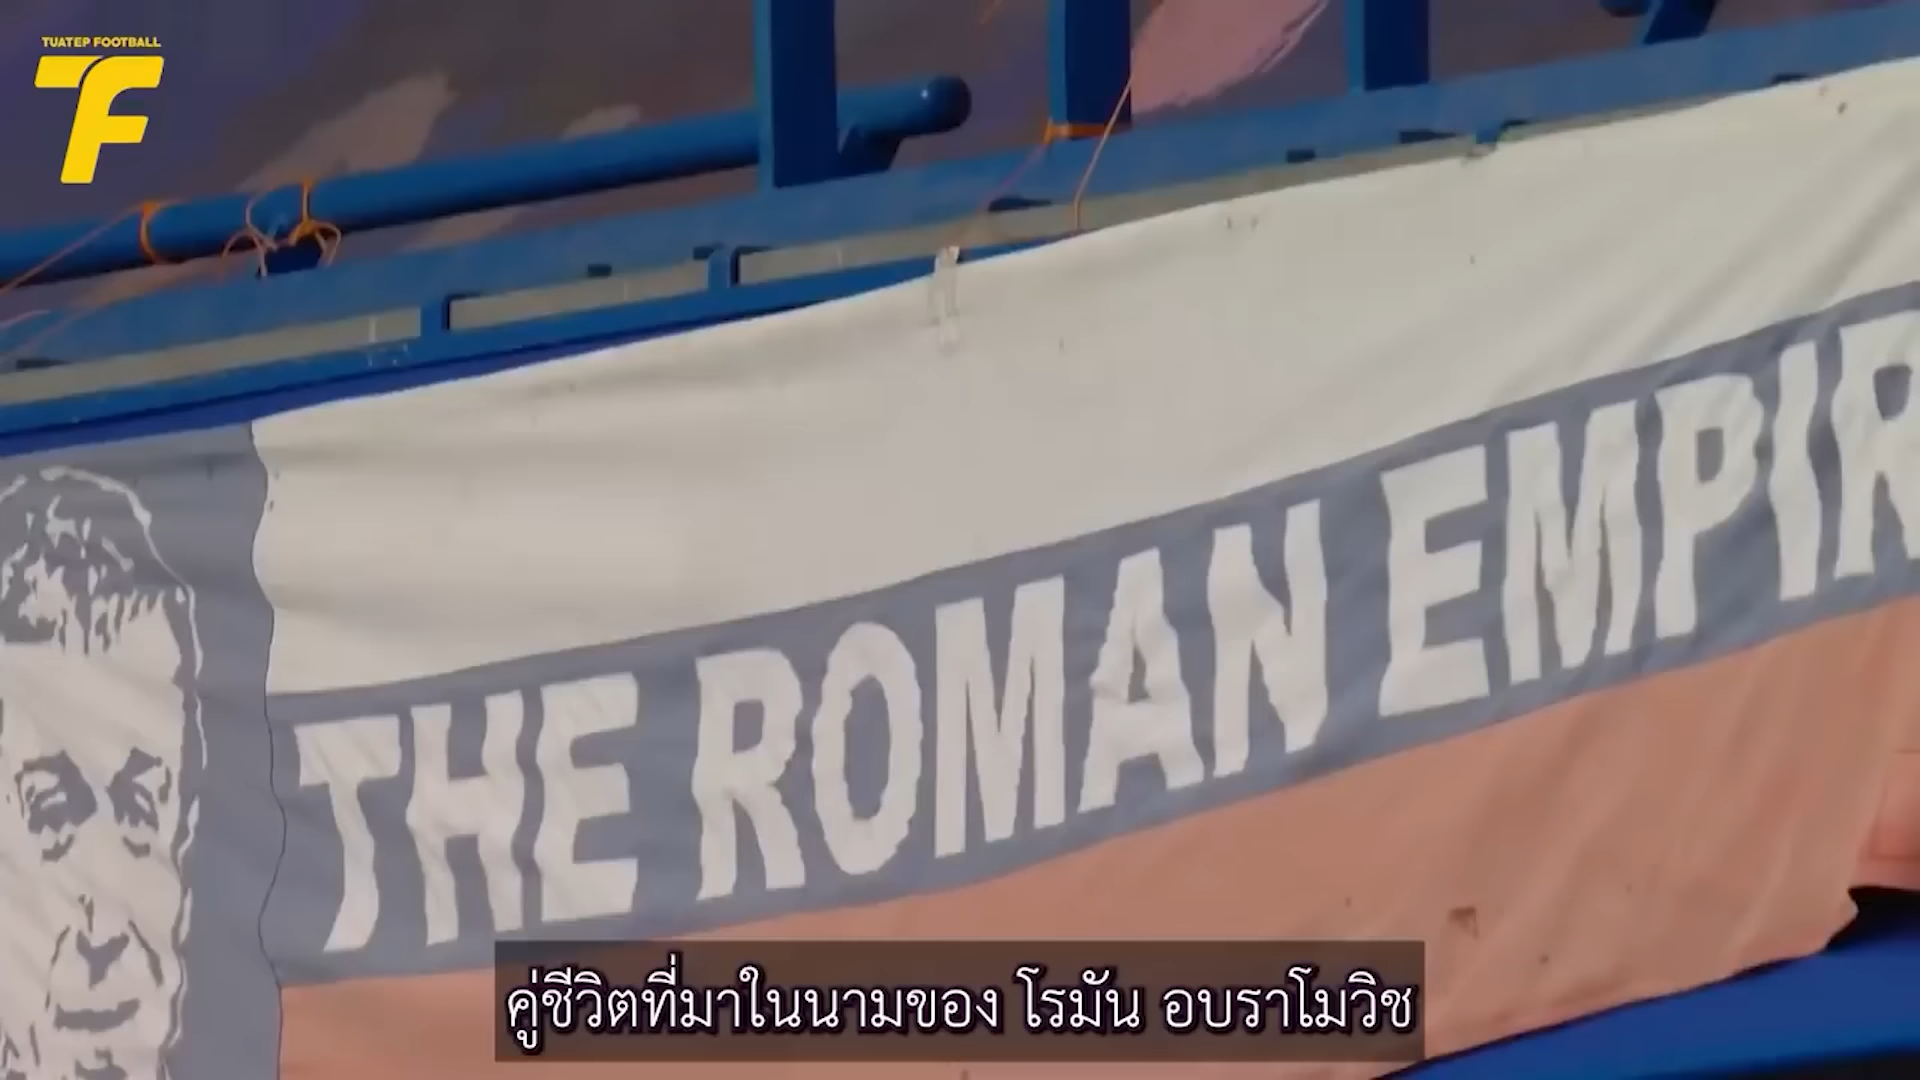 TUATEP FOOTBALL
TF
THE ROMAN EMPIR
คู่ชีวิตที่มาในนามของ โรมัน อบราโมวิช